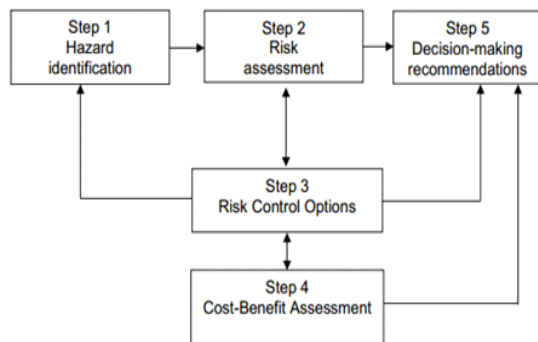 Step 1
Hazard
identification
Step 2
Risk
assessment
Step 5
Decision-making
recommendations
Step 3
Risk Control Options
Step 4
Cost-Benefit Assessment